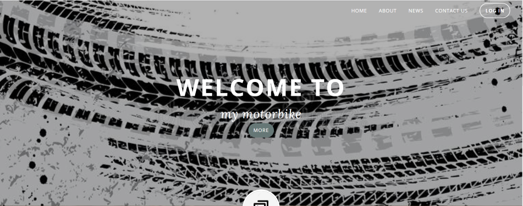 HOME ABOUT NEWS CONTACT US LOG IN
WELCOME TO
my motorbike
MORE